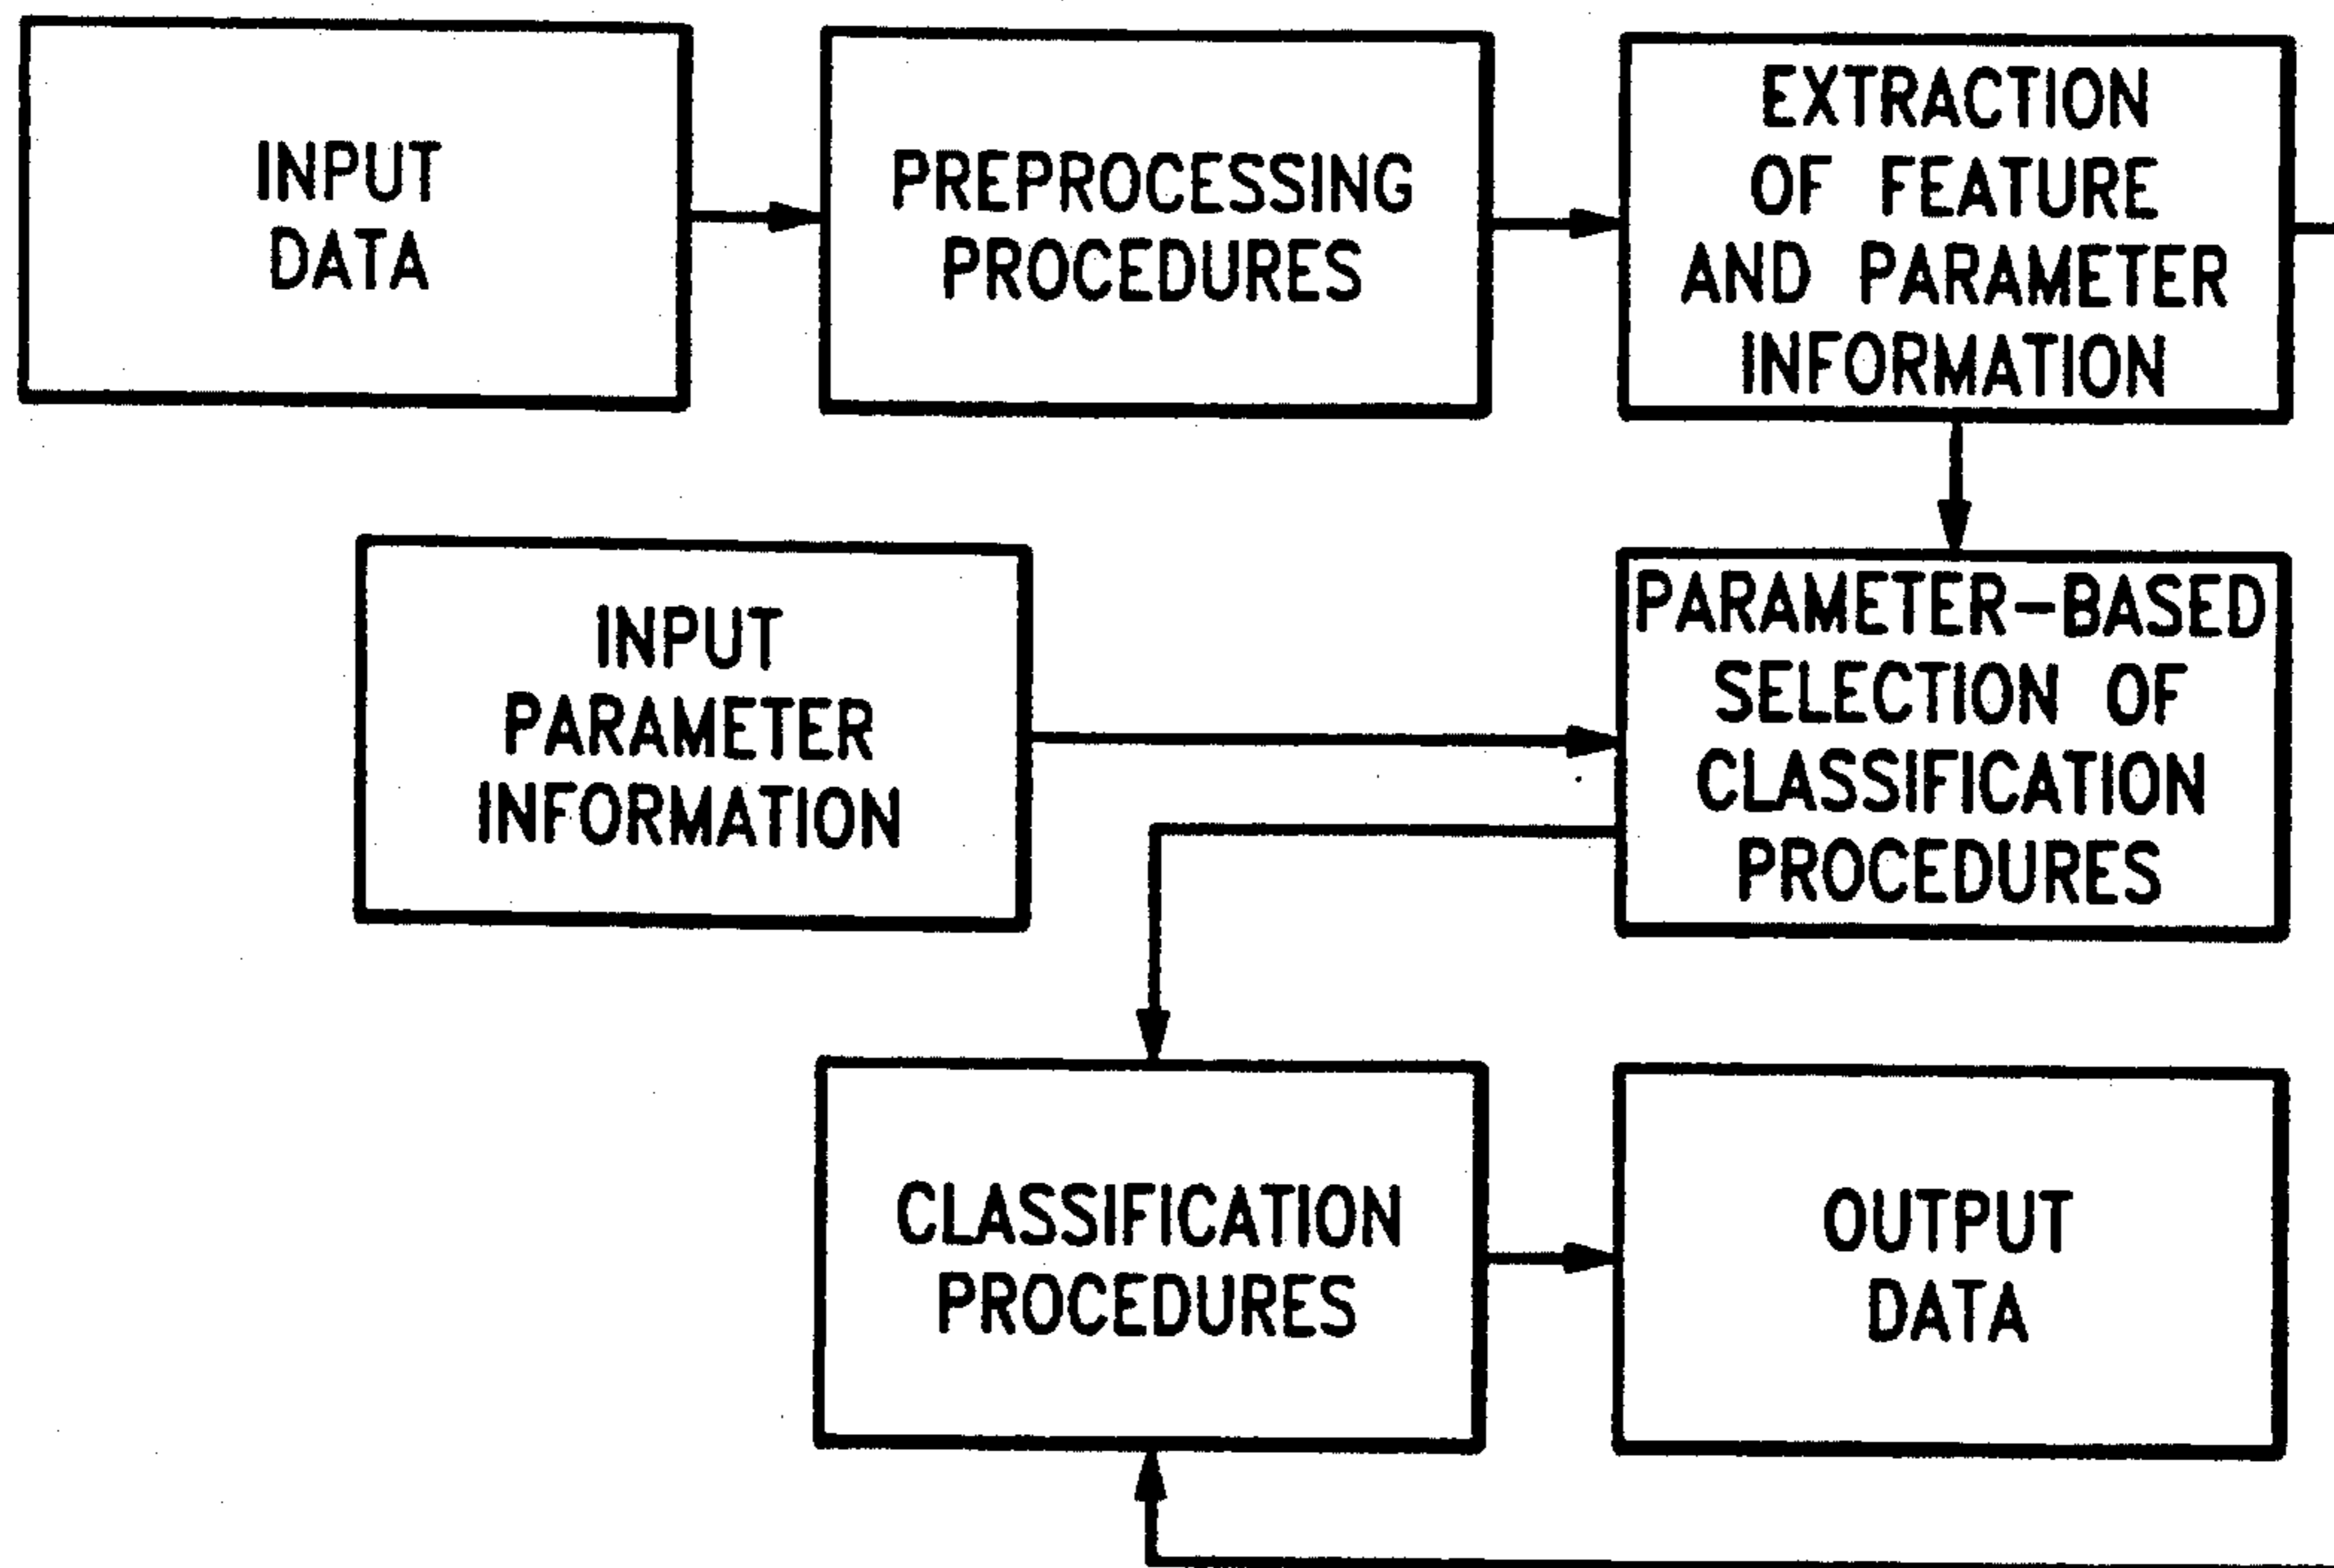 INPUT
DATA
PREPROCESSING
PROCEDURES
EXTRACTION
OF FEATURE
AND PARAMETER
INFORMATION
INPUT
PARAMETER
INFORMATION
PARAMETER-BASED
SELECTION OF
CLASSIFICATION
PROCEDURES
CLASSIFICATION
PROCEDURES
OUTPUT
DATA